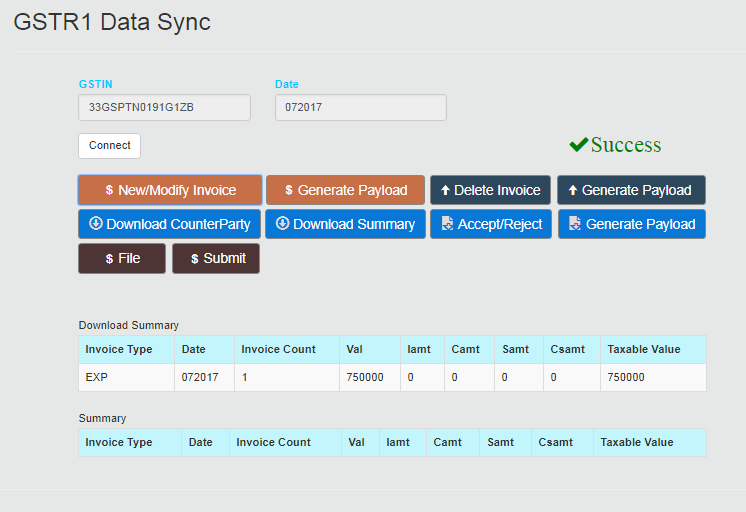 GSTR1 Data Sync
GSTIN Date
33GSPTN0191G1ZB 072017
Connect Success
$ New/Modify Invoice $ Generate Payload Delete Invoice Generate Payload
Download CounterParty Download Summary Accept/Reject Generate Payload
$ File $ Submit
Download Summary
Invoice Type Date Invoice Count Val Iamt Camt Samt Csamt Taxable Value
EXP 072017 1 750000 0 0 0 0 750000
Summary
Invoice Type Date Invoice Count Val Iamt Camt Samt Csamt Taxable Value